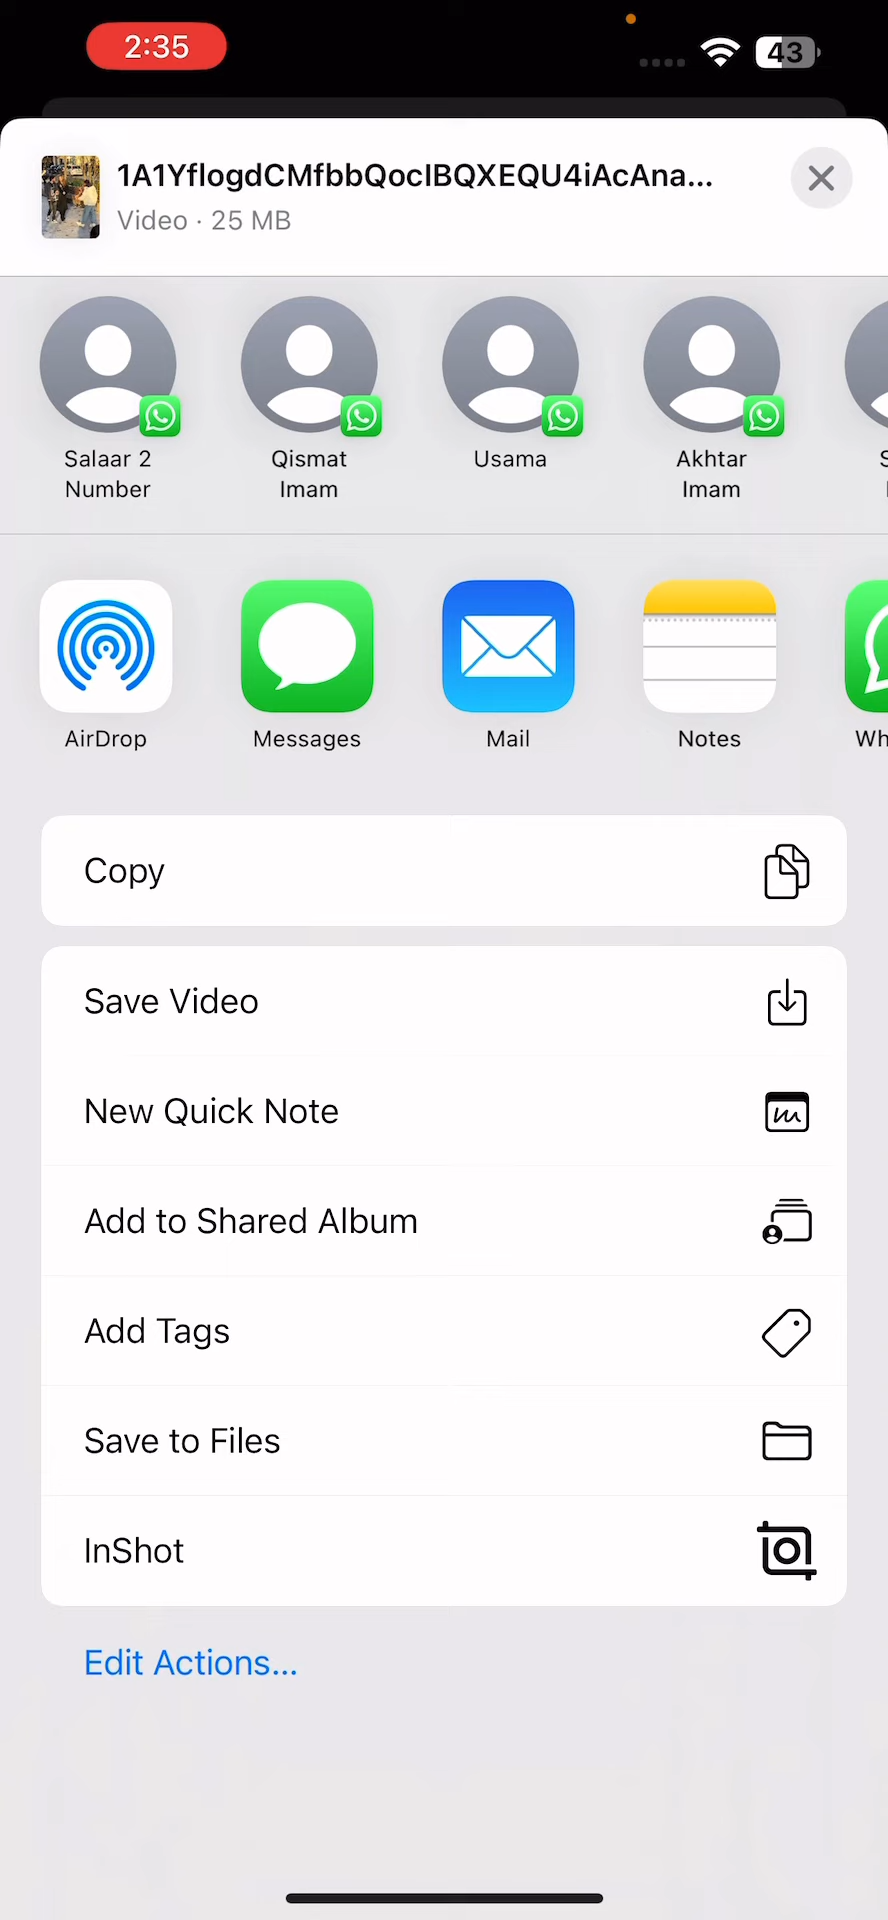 2:35
43
1A1YflogdCMfbbQocIBQXEQU4iAcAna...
Video · 25 MB
Salaar 2
Number
Qismat
Imam
Usama
Akhtar
Imam
AirDrop
Messages
Mail
Notes
Wh
Copy
Save Video
New Quick Note
Add to Shared Album
Add Tags
Save to Files
InShot
Edit Actions...